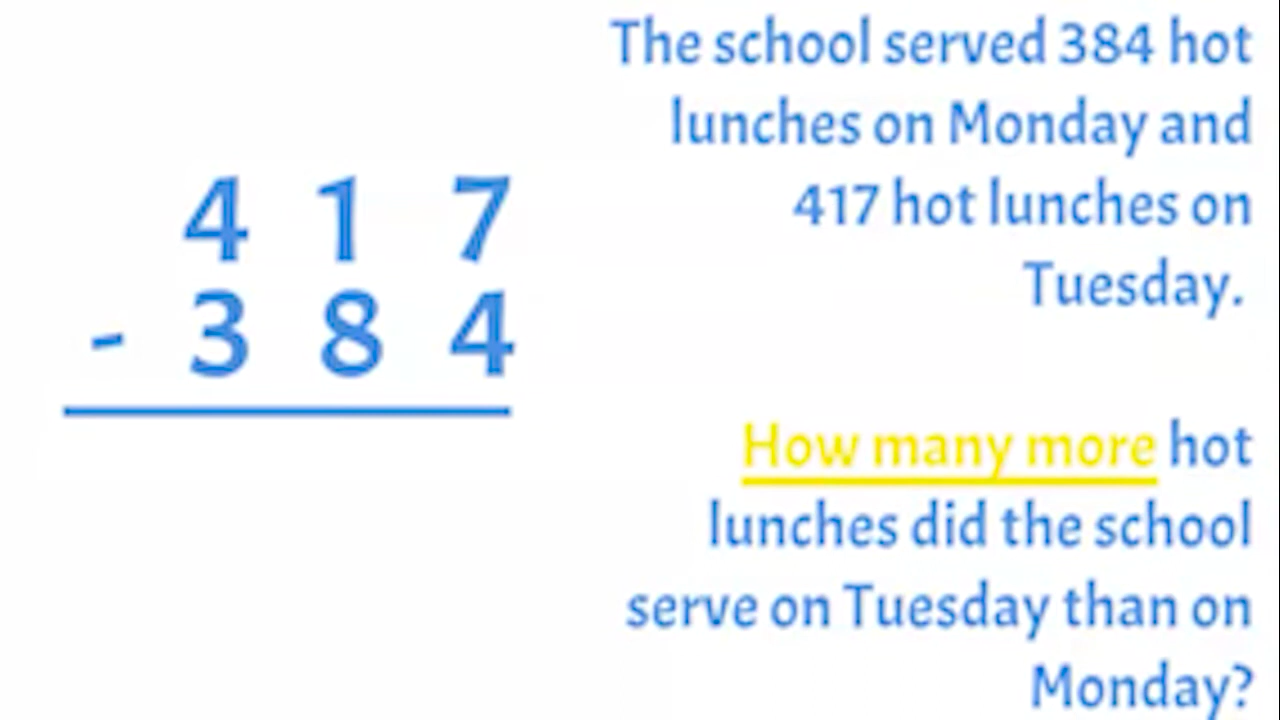 4 1 7
- 3 8 4
The school served 384 hot
lunches on Monday and
417 hot lunches on
Tuesday.
How many more hot
lunches did the school
serve on Tuesday than on
Monday?